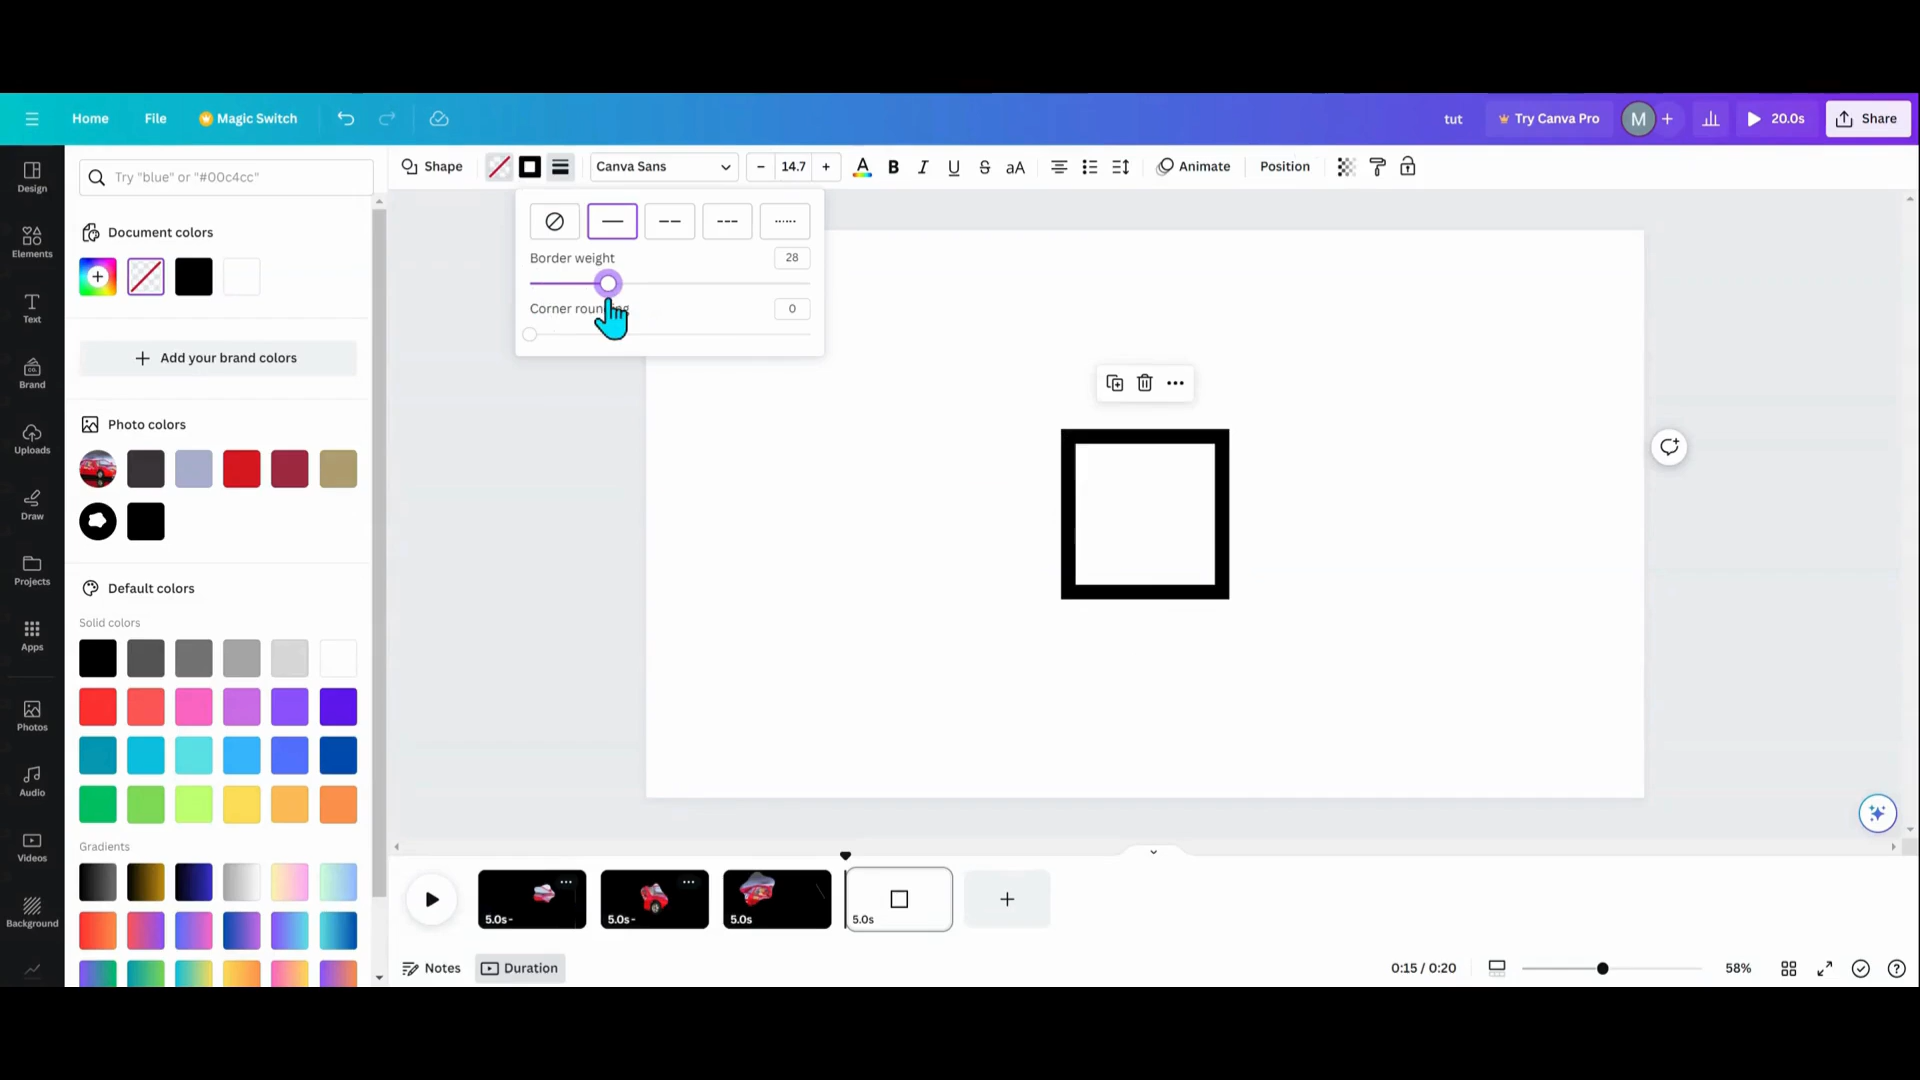 Home
File
Magic Switch
tut
Try Canva Pro
M
20.0s
Share
Design
Elements
Text
Brand
Uploads
Draw
Projects
Apps
Photos
Audio
Videos
Background
Try "blue" or "#00c4cc"
Document colors
Add your brand colors
Photo colors
Default colors
Solid colors
Gradients
Shape
Canva Sans
14.7
A
B
I
U
S
aA
Animate
Position
Border weight
28
0
5.0s-
5.0s-
5.0s
5.0s
Notes
Duration
0:15 / 0:20
58%